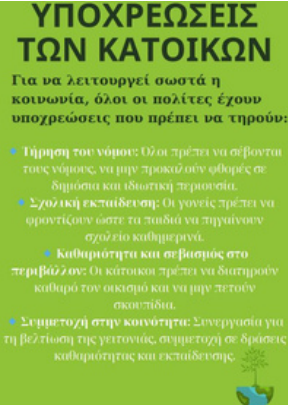 ΥΠΟΧΡΕΩΣΕΙΣ
ΤΩΝ ΚΑΤΟΙΚΩΝ
Για να λειτουργεί σωστά η
κοινωνία, όλοι οι πολίτες έχουν
υποχρεώσεις που πρέπει να τηρούν:
Τήρηση του νόμου: Όλοι πρέπει να σέβονται
τους νόμους, να μην προκαλούν φθορές σε
δημόσια και ιδιωτική περιουσία.
Σχολική εκπαίδευση: Οι γονείς πρέπει να
φροντίζουν ώστε τα παιδιά να πηγαίνουν
σχολείο καθημερινά.
Καθαριότητα και σεβασμός στο
περιβάλλον: Οι κάτοικοι πρέπει να διατηρούν
καθαρό τον οικισμό και να μην πετούν
σκουπίδια.
Συμμετοχή στην κοινότητα: Συνεργασία για
τη βελτίωση της γειτονιάς, συμμετοχή σε δράσεις
καθαριότητας και εκπαίδευσης.